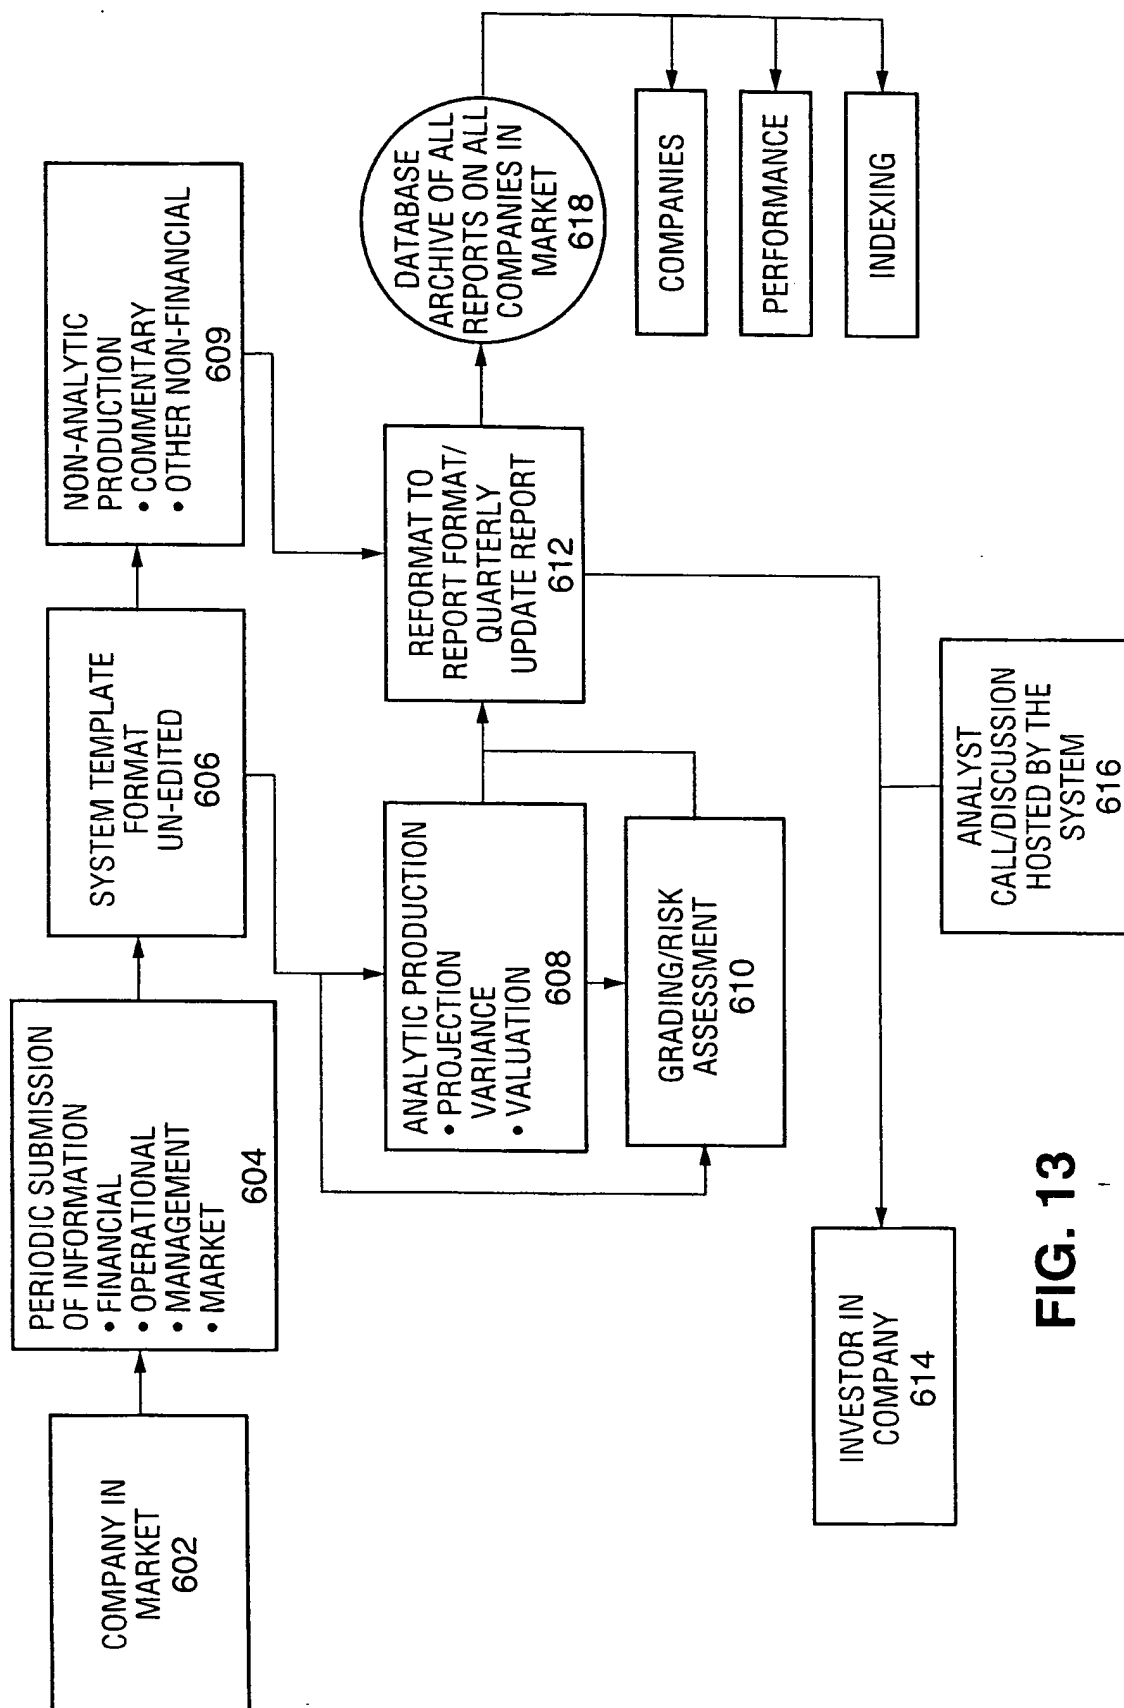 COMPANY IN
MARKET
602
PERIODIC SUBMISSION
OF INFORMATION
• FINANCIAL
• OPERATIONAL
• MANAGEMENT
• MARKET
604
SYSTEM TEMPLATE
FORMAT
UN-EDITED
606
NON-ANALYTIC
PRODUCTION
• COMMENTARY
• OTHER NON-FINANCIAL
609
ANALYTIC PRODUCTION
• PROJECTION
VARIANCE
• VALUATION
608
REFORMAT TO
REPORT FORMAT/
QUARTERLY
UPDATE REPORT
612
DATABASE
ARCHIVE OF ALL
REPORTS ON ALL
COMPANIES IN
MARKET
618
GRADING/RISK
ASSESSMENT
610
COMPANIES
PERFORMANCE
INDEXING
INVESTOR IN
COMPANY
614
ANALYST
CALL/DISCUSSION
HOSTED BY THE
SYSTEM
616
FIG. 13